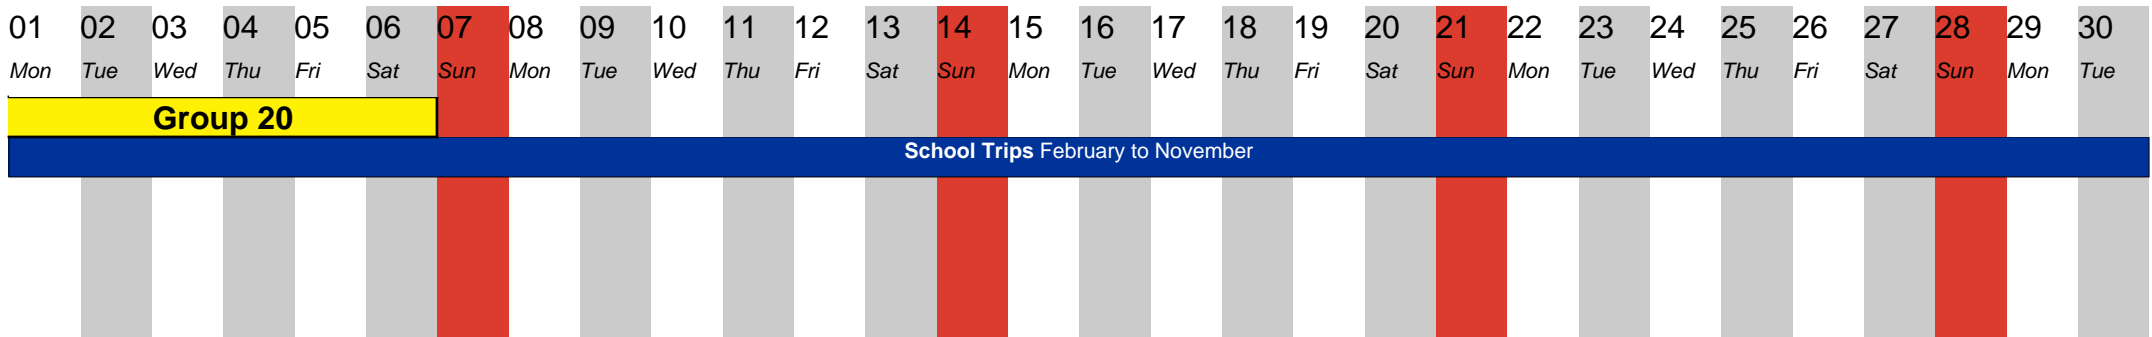 01 02 03 04 05 06 07 08 09 10 11 12 13 14 15 16 17 18 19 20 21 22 23 24 25 26 27 28 29 30
Mon Tue Wed Thu Fri Sat Sun Mon Tue Wed Thu Fri Sat Sun Mon Tue Wed Thu Fri Sat Sun Mon Tue Wed Thu Fri Sat Sun Mon Tue
Group 20
School Trips February to November